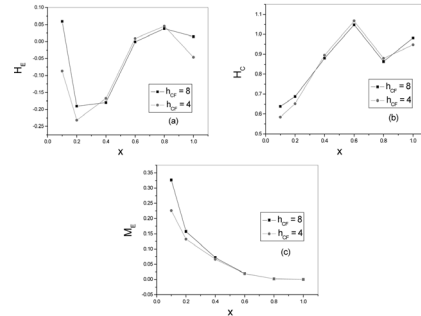 0.10
0.05
0.00
-0.05
-0.10
-0.15
-0.20
-0.25
H_E
h_CF = 8
h_CF = 4
(a)
0.0 0.2 0.4 0.6 0.8 1.0
x
1.2
1.1
1.0
0.9
0.8
0.7
0.6
0.5
H_C
h_CF = 8
h_CF = 4
(b)
0.0 0.2 0.4 0.6 0.8 1.0
x
0.35
0.30
0.25
0.20
0.15
0.10
0.05
0.00
M_E
h_CF = 8
h_CF = 4
(c)
0.0 0.2 0.4 0.6 0.8 1.0
x